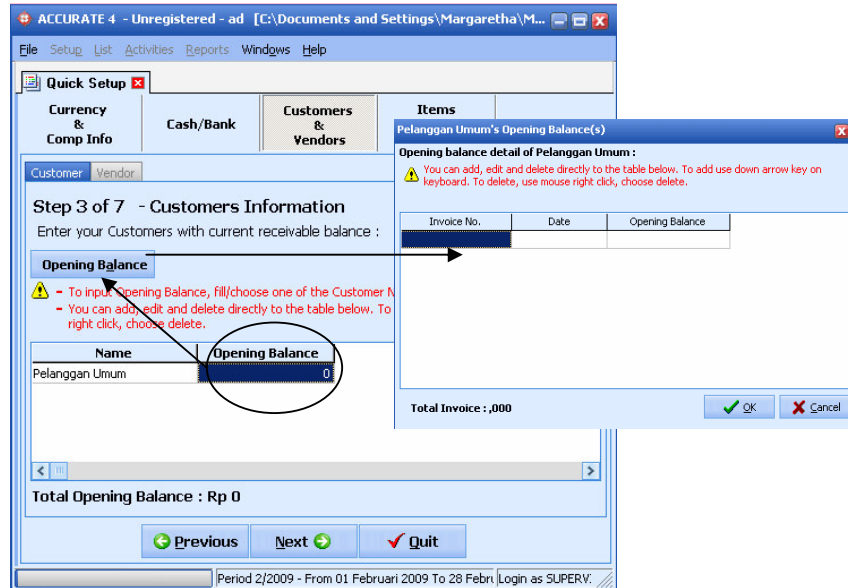 ACCURATE 4 - Unregistered - ad [C:\Documents and Settings\Margaretha\M...
File Setup List Activities Reports Windows Help
Quick Setup
Currency & Comp Info
Cash/Bank
Customers & Vendors
Items
Customer Vendor
Step 3 of 7 - Customers Information
Enter your Customers with current receivable balance :
Opening Balance
- To input Opening Balance, fill/choose one of the Customer N
- You can add, edit and delete directly to the table below. To
right click, choose delete.
Name Opening Balance
Pelanggan Umum 0
Total Opening Balance : Rp 0
Previous Next Quit
Period 2/2009 - From 01 Februari 2009 To 28 Febru Login as SUPERV.
Pelanggan Umum's Opening Balance(s)
Opening balance detail of Pelanggan Umum :
You can add, edit and delete directly to the table below. To add use down arrow key on
keyboard. To delete, use mouse right click, choose delete.
Invoice No. Date Opening Balance
Total Invoice : ,000
OK Cancel